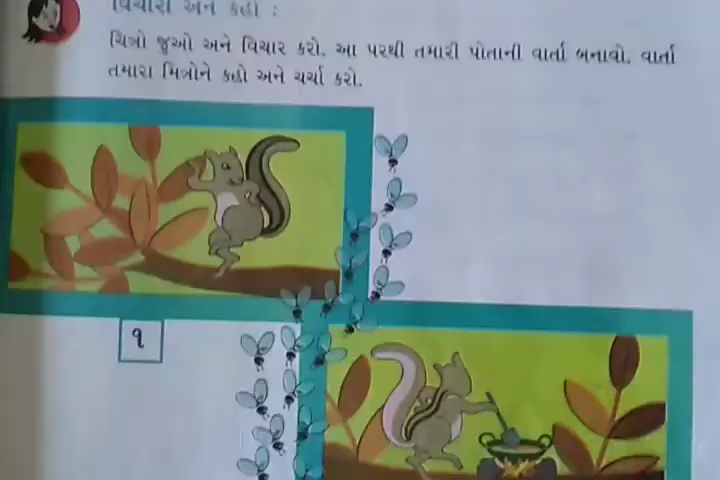 વિચારો અને કહો :
ચિત્રો જુઓ અને વિચાર કરો. આ પરથી તમારી પોતાની વાર્તા બનાવો. વાર્તા
તમારા મિત્રોને કહો અને ચર્ચા કરો.
૧